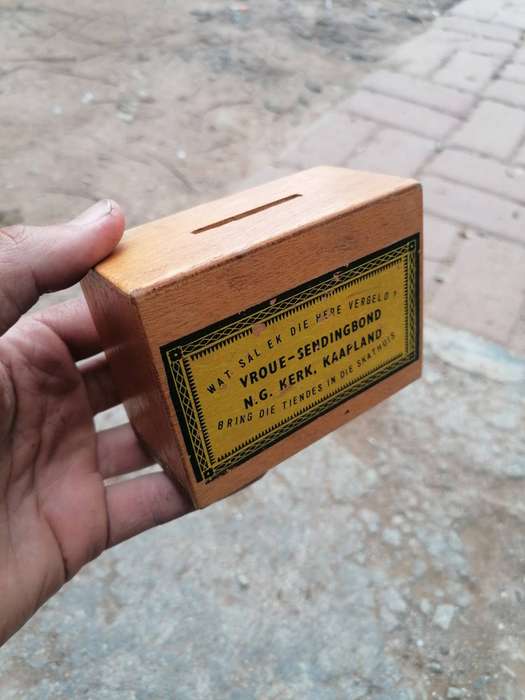 WAT SAL EK DIE HERE VERGELD?
VROUE-SENDINGBOND
N.G. KERK, KAAPLAND
BRING DIE TIENDES IN DIE SKATHUIS